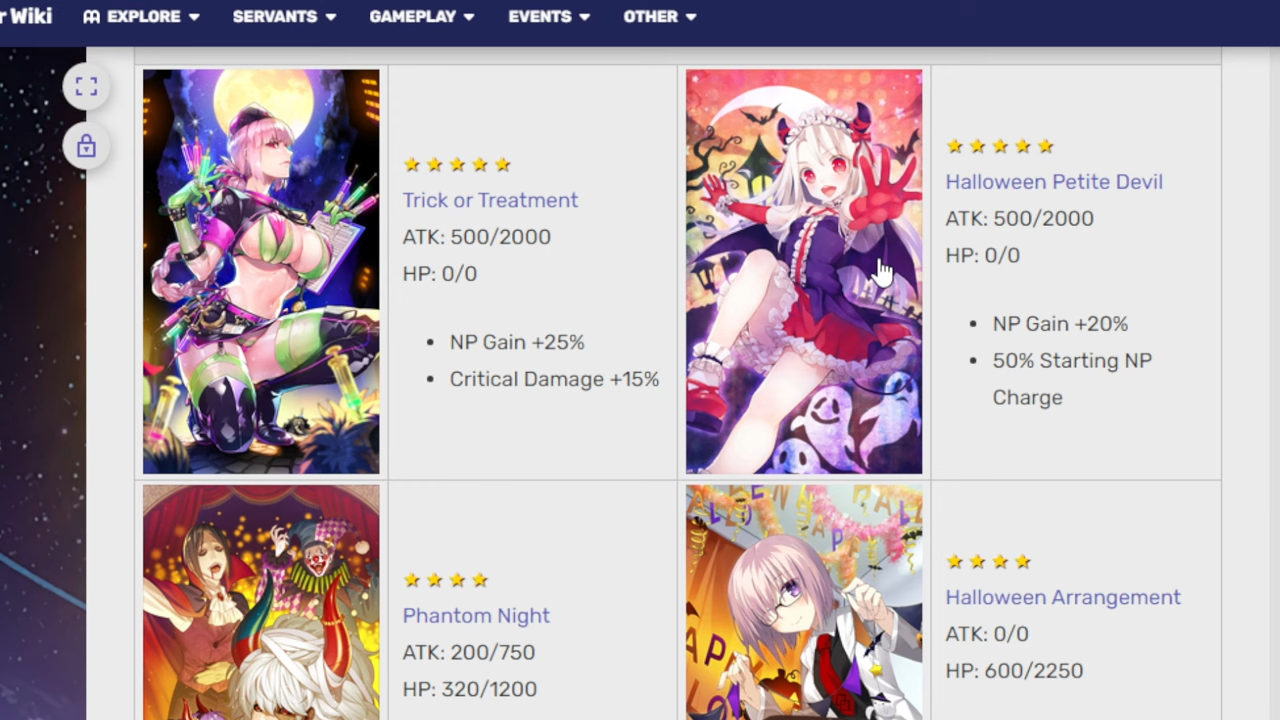 r Wiki
EXPLORE
SERVANTS
GAMEPLAY
EVENTS
OTHER
Trick or Treatment
ATK: 500/2000
HP: 0/0
• NP Gain +25%
• Critical Damage +15%
Halloween Petite Devil
ATK: 500/2000
HP: 0/0
• NP Gain +20%
• 50% Starting NP
Charge
Phantom Night
ATK: 200/750
HP: 320/1200
Halloween Arrangement
ATK: 0/0
HP: 600/2250